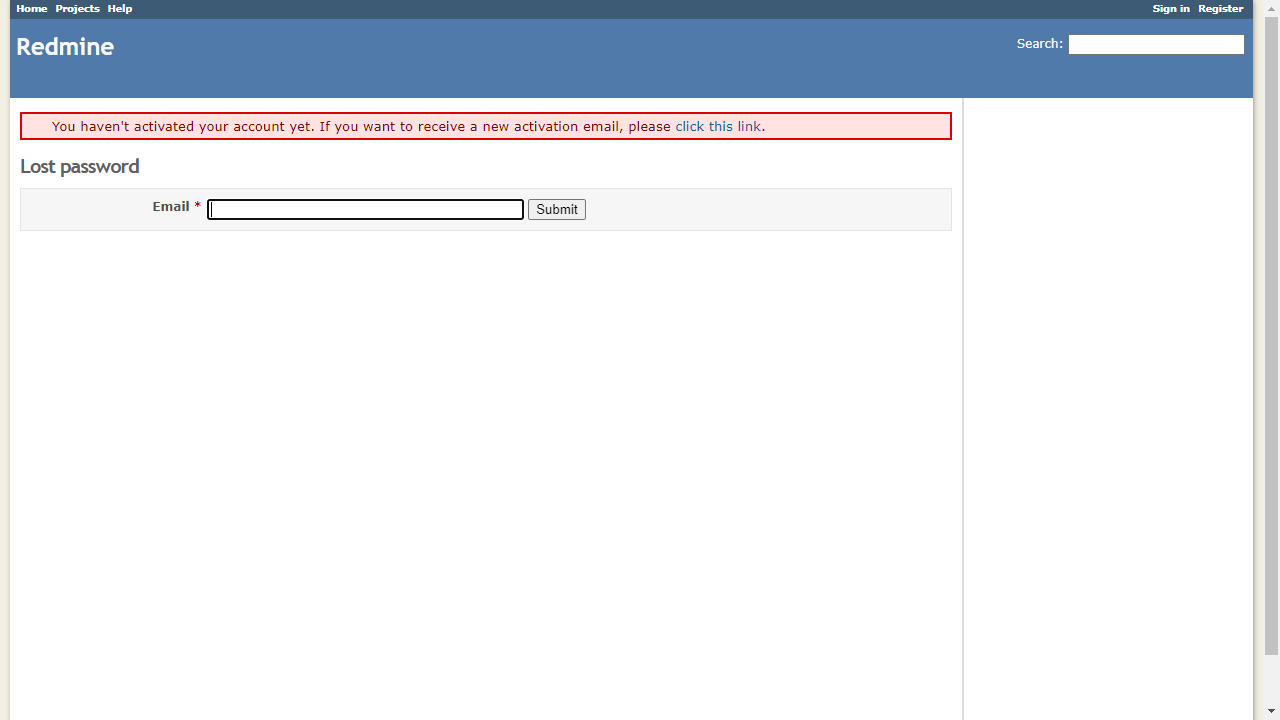 Home Projects Help Sign in Register
Redmine
Search:
You haven't activated your account yet. If you want to receive a new activation email, please click this link.
Lost password
Email * Submit